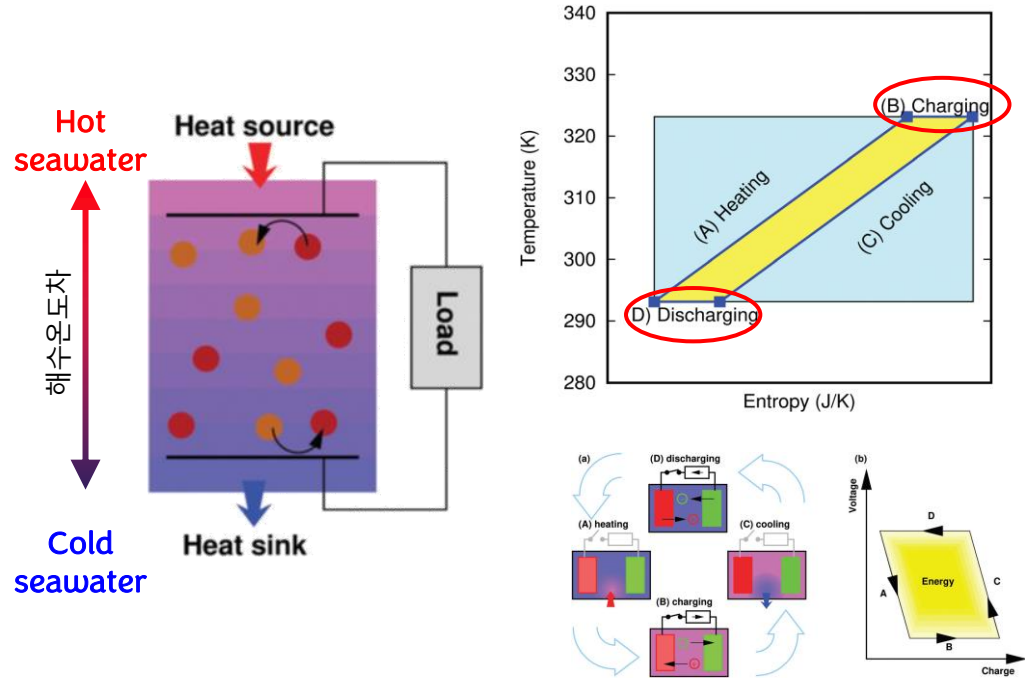 Hot
seawater
해수온도차
Cold
seawater
Heat source
Load
Heat sink
340
330
320
310
300
290
280
Temperature (K)
(B) Charging
(A) Heating
(C) Cooling
D) Discharging
Entropy (J/K)
(a)
(D) discharging
(A) heating
(C) cooling
(B) charging
(b)
Voltage
D
A
Energy
C
B
Charge